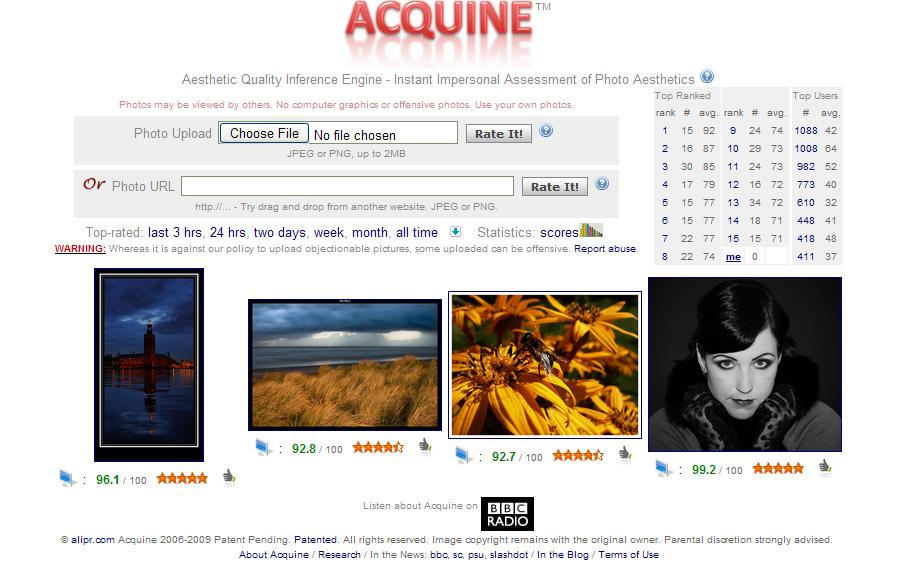 ACQUINE™
Aesthetic Quality Inference Engine - Instant Impersonal Assessment of Photo Aesthetics ?
Photos may be viewed by others. No computer graphics or offensive photos. Use your own photos.
Photo Upload Choose File No file chosen Rate It! ?
JPEG or PNG, up to 2MB
Or Photo URL Rate It! ?
http://... - Try drag and drop from another website. JPEG or PNG.
Top-rated: last 3 hrs, 24 hrs, two days, week, month, all time Statistics: scores
WARNING: Whereas it is against our policy to upload objectionable pictures, some uploaded can be offensive. Report abuse.
Top Ranked Top Users
rank # avg. rank # avg. # avg.
1 15 92 9 24 74 1088 42
2 16 87 10 29 73 1008 64
3 30 85 11 24 73 982 52
4 17 79 12 16 72 773 40
5 15 77 13 34 72 610 32
6 15 77 14 18 71 448 41
7 22 77 15 15 71 418 48
8 22 74 me 0 411 37
: 96.1 / 100
: 92.8 / 100
: 92.7 / 100
: 99.2 / 100
Listen about Acquine on BBC
RADIO
© alipr.com Acquine 2006-2009 Patent Pending. Patented. All rights reserved. Image copyright remains with the original owner. Parental discretion strongly advised.
About Acquine / Research / In the News: bbc, sc, psu, slashdot / In the Blog / Terms of Use